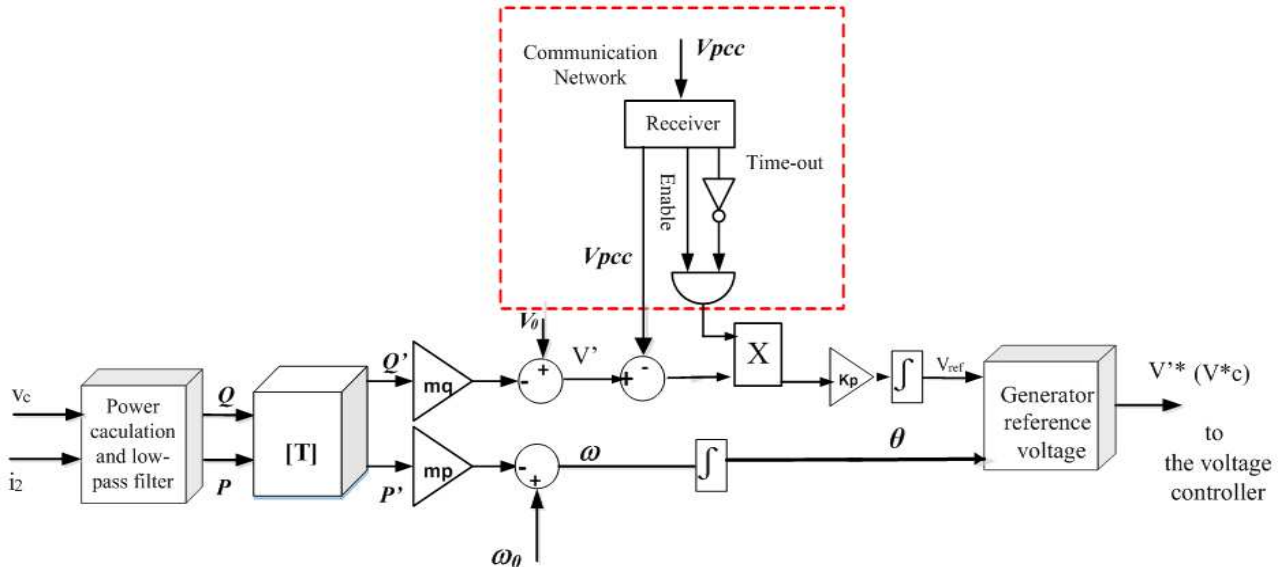 Communication
Network
Vpcc
Receiver
Time-out
Enable
Vpcc
V0
Q'
mq
-
+
V'
+
-
X
Kp
∫
Vref
vc
i2
Power
caculation
and low-
pass filter
Q
P
[T]
P'
mp
-
+
ω
ω0
∫
θ
Generator
reference
voltage
V'* (V*c)
to
the voltage
controller